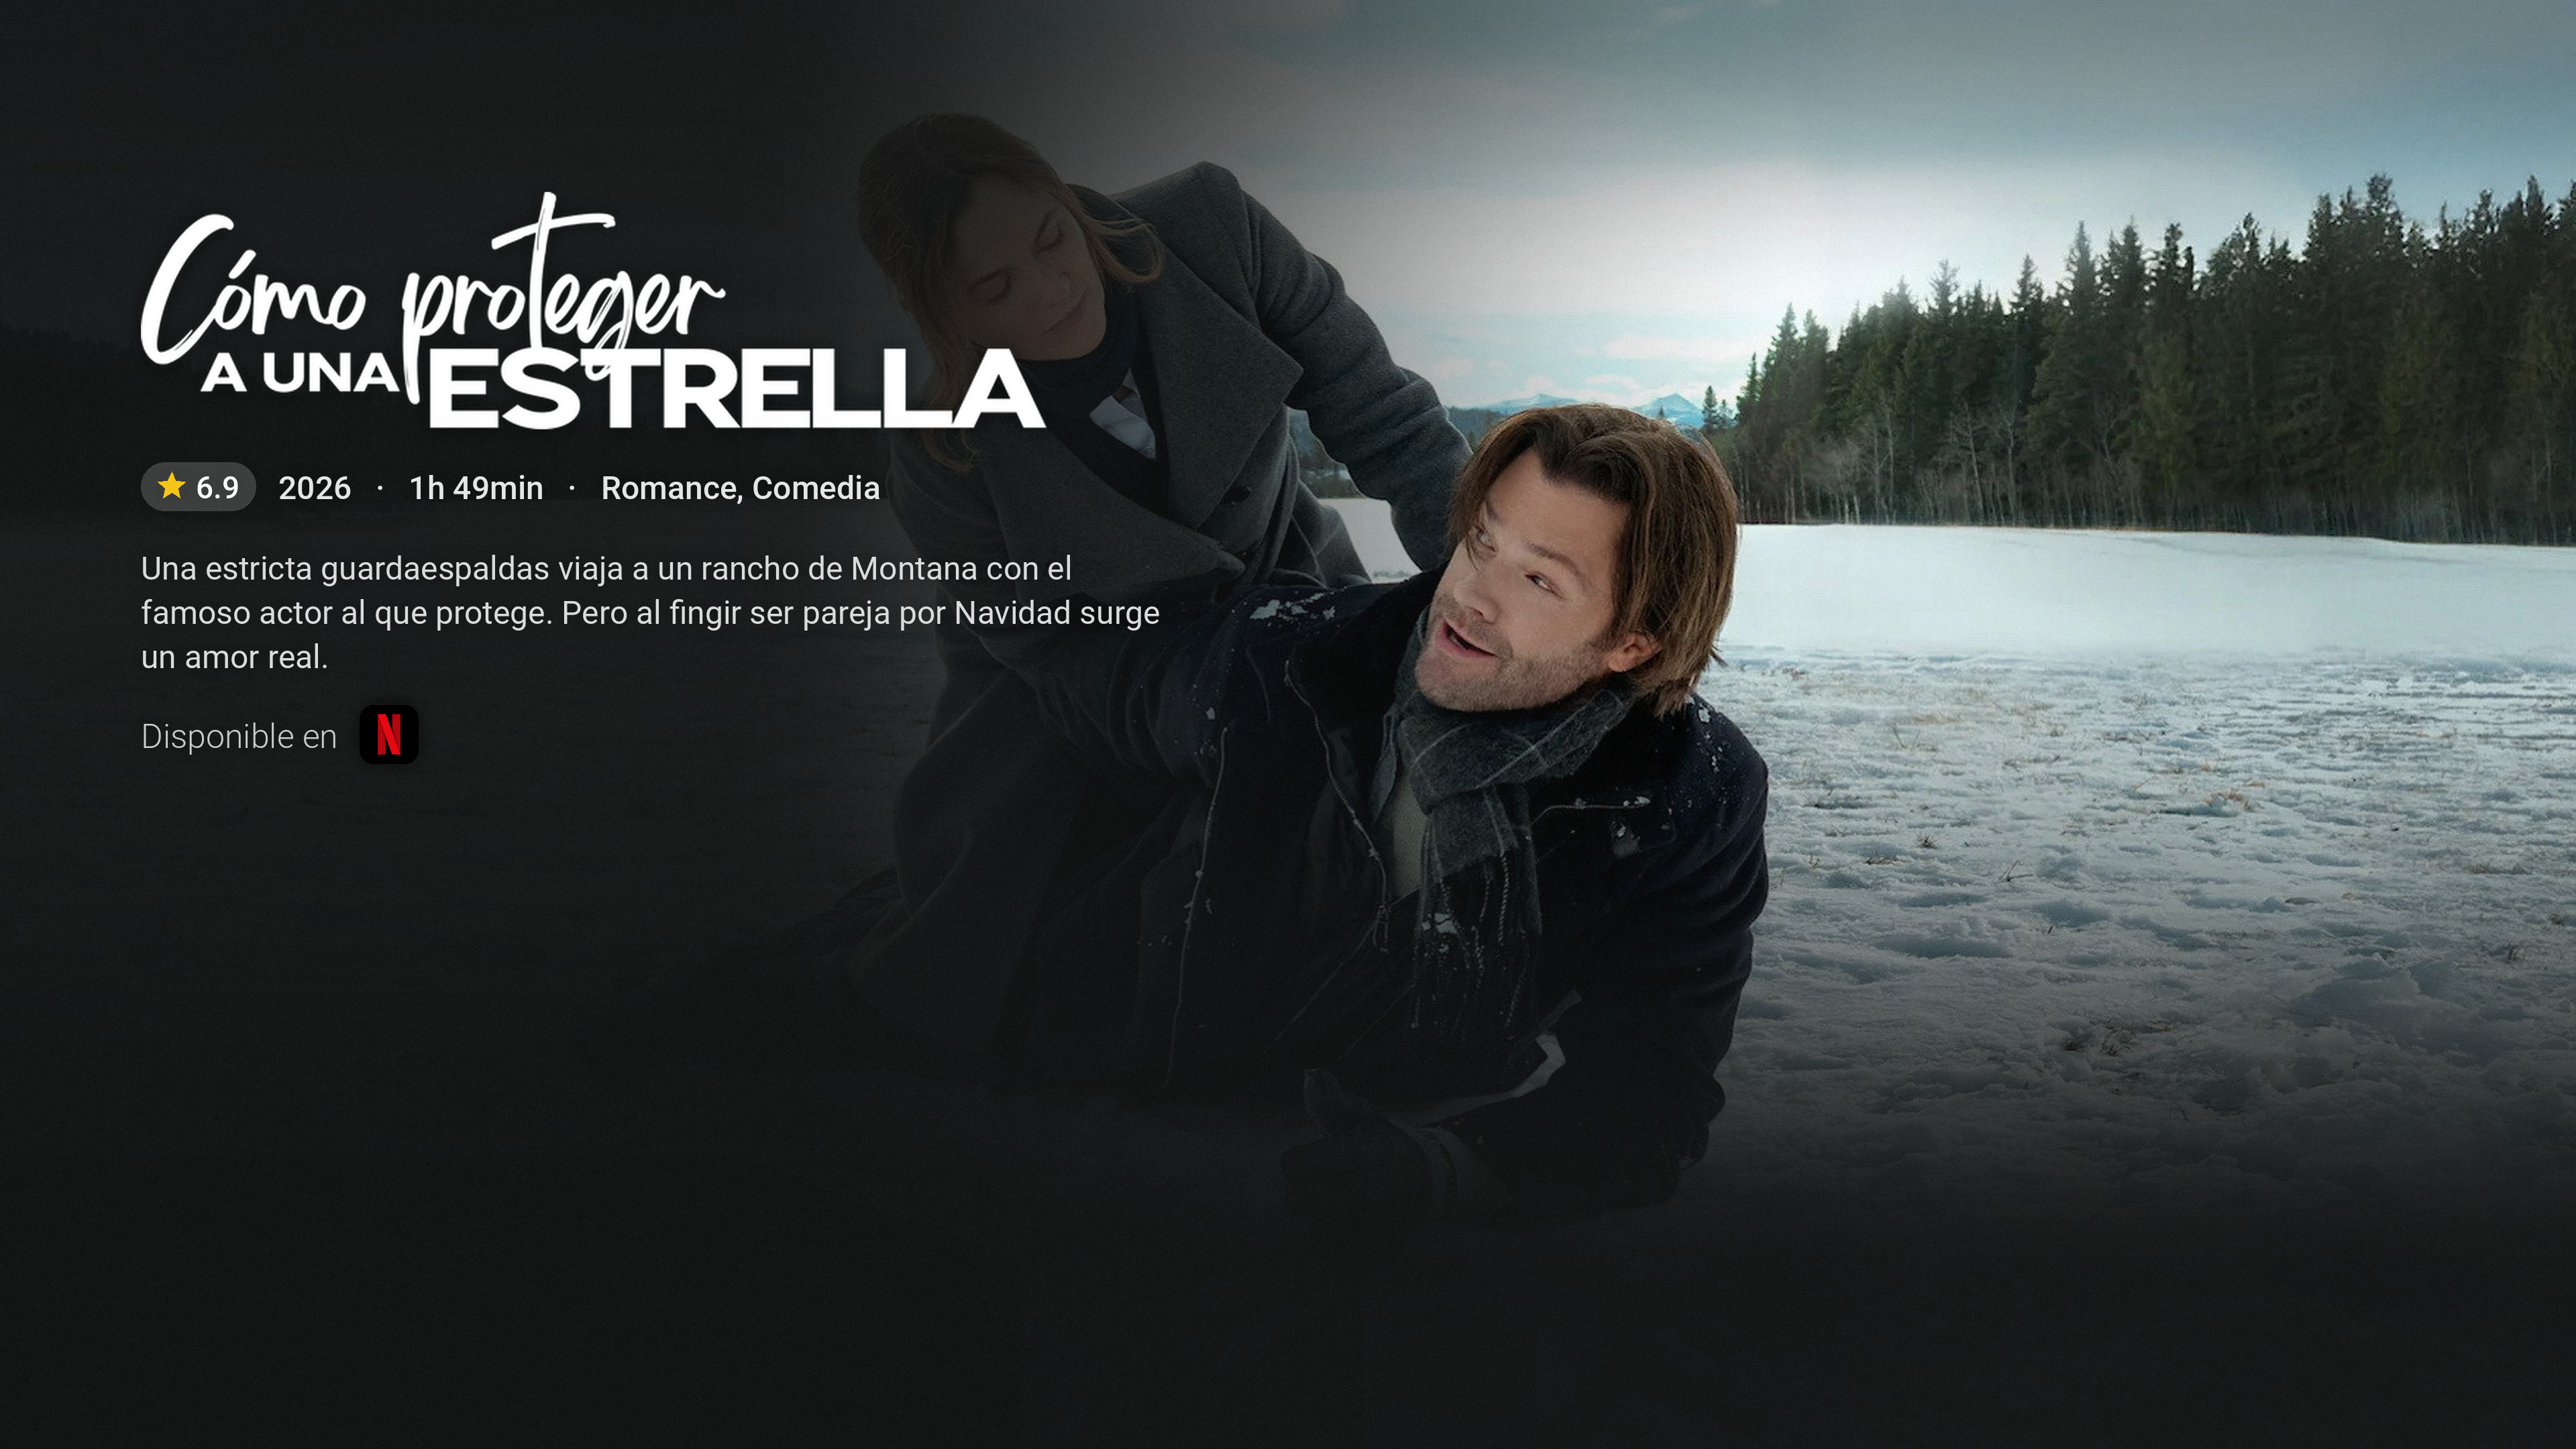 Cómo proteger
A UNA ESTRELLA
6.9 2026 · 1h 49min · Romance, Comedia
Una estricta guardaespaldas viaja a un rancho de Montana con el
famoso actor al que protege. Pero al fingir ser pareja por Navidad surge
un amor real.
Disponible en N